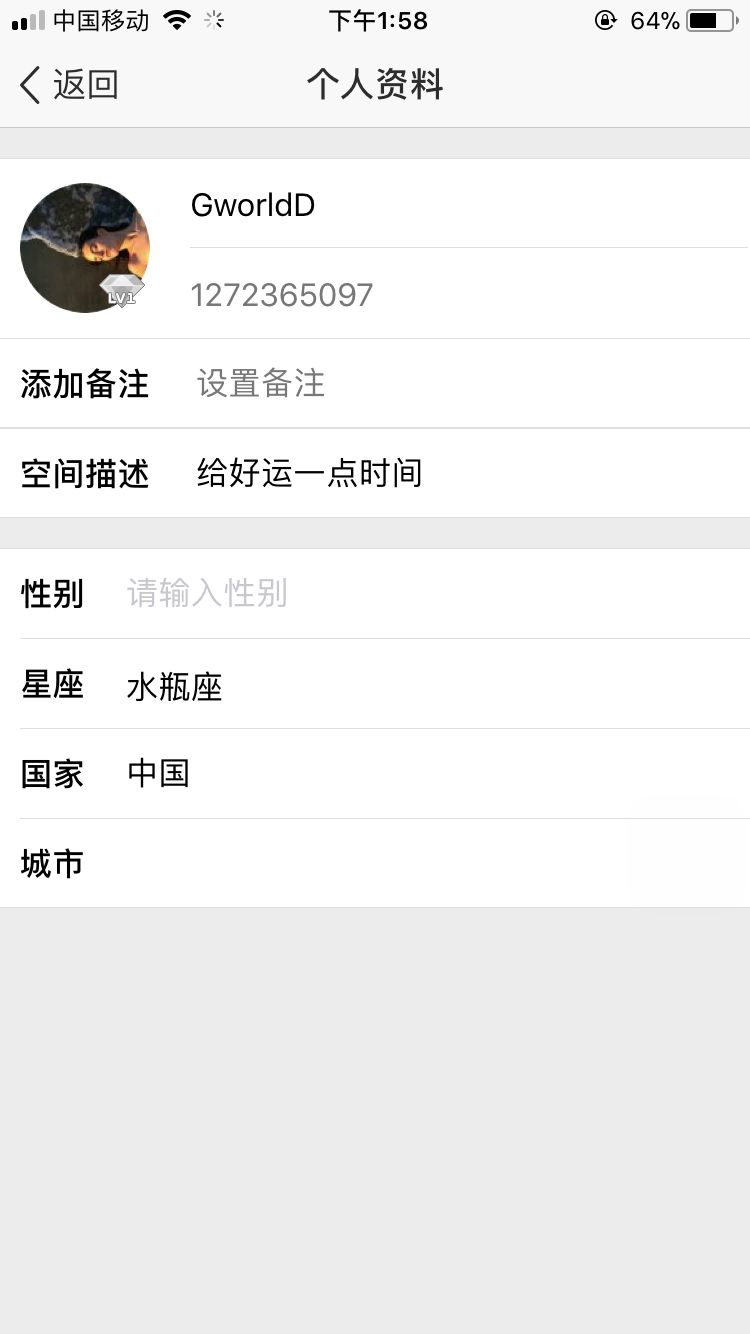 中国移动 下午1:58 64%
返回 个人资料
GworldD
LV1
1272365097
添加备注 设置备注
空间描述 给好运一点时间
性别 请输入性别
星座 水瓶座
国家 中国
城市